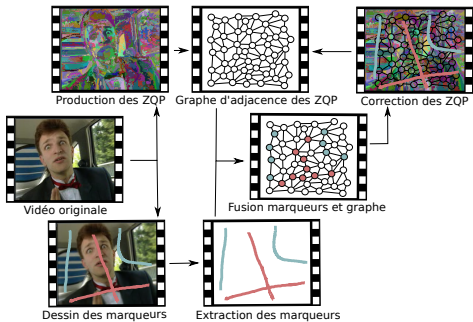 Production des ZQP
Graphe d'adjacence des ZQP
Correction des ZQP
Vidéo originale
Fusion marqueurs et graphe
Dessin des marqueurs
Extraction des marqueurs